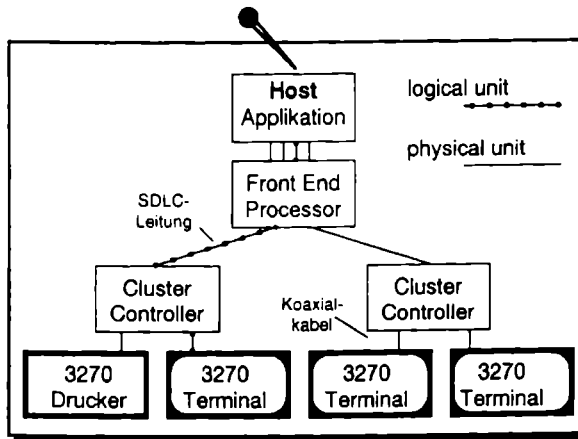 Host
Applikation
logical unit
physical unit
Front End
Processor
SDLC-
Leitung
Cluster
Controller
Koaxial-
kabel
Cluster
Controller
3270
Drucker
3270
Terminal
3270
Terminal
3270
Terminal